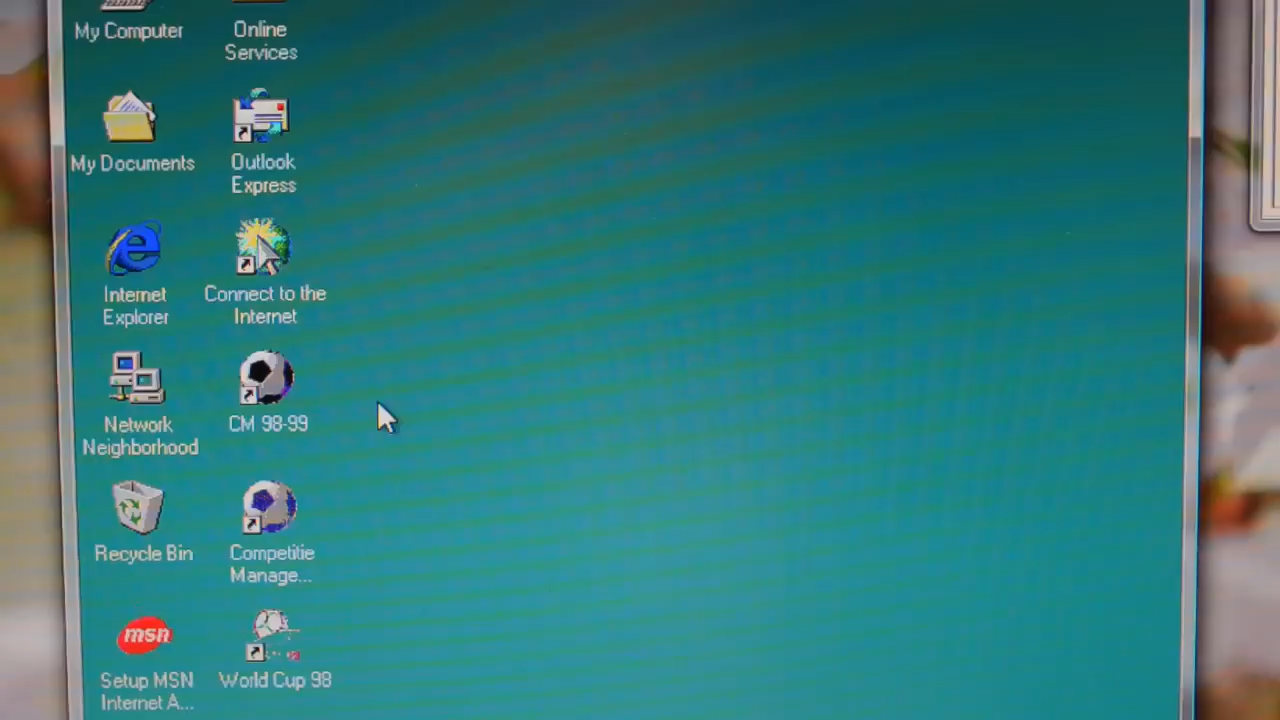 My Computer
Online
Services
My Documents
Outlook
Express
Internet
Explorer
Connect to the
Internet
Network
Neighborhood
CM 98-99
Recycle Bin
Competitie
Manage...
msn
Setup MSN
Internet A...
World Cup 98